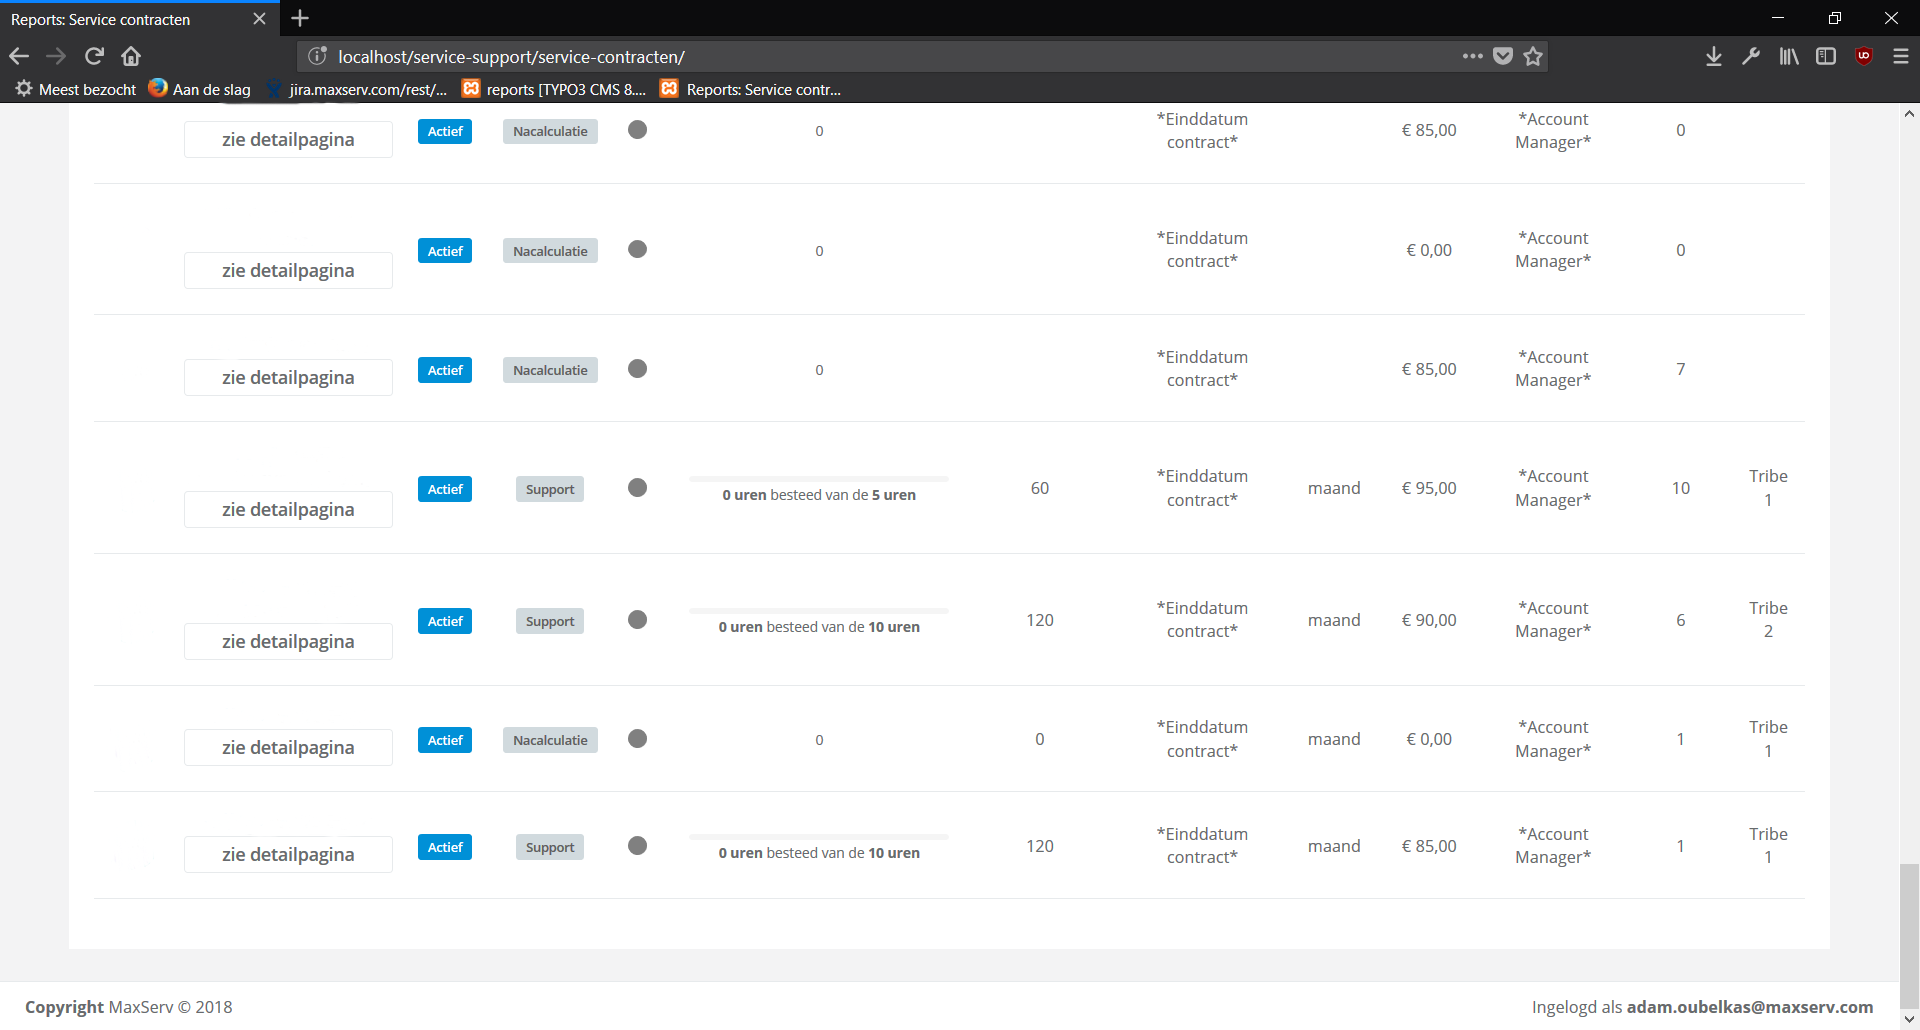 Reports: Service contracten
localhost/service-support/service-contracten/
Meest bezocht Aan de slag jira.maxserv.com/rest/... reports [TYPO3 CMS 8.... Reports: Service contr...
zie detailpagina Actief Nacalculatie 0 *Einddatum contract* € 85,00 *Account Manager* 0
zie detailpagina Actief Nacalculatie 0 *Einddatum contract* € 0,00 *Account Manager* 0
zie detailpagina Actief Nacalculatie 0 *Einddatum contract* € 85,00 *Account Manager* 7
zie detailpagina Actief Support 0 uren besteed van de 5 uren 60 *Einddatum contract* maand € 95,00 *Account Manager* 10 Tribe 1
zie detailpagina Actief Support 0 uren besteed van de 10 uren 120 *Einddatum contract* maand € 90,00 *Account Manager* 6 Tribe 2
zie detailpagina Actief Nacalculatie 0 0 *Einddatum contract* maand € 0,00 *Account Manager* 1 Tribe 1
zie detailpagina Actief Support 0 uren besteed van de 10 uren 120 *Einddatum contract* maand € 85,00 *Account Manager* 1 Tribe 1
Copyright MaxServ © 2018 Ingelogd als adam.oubelkas@maxserv.com